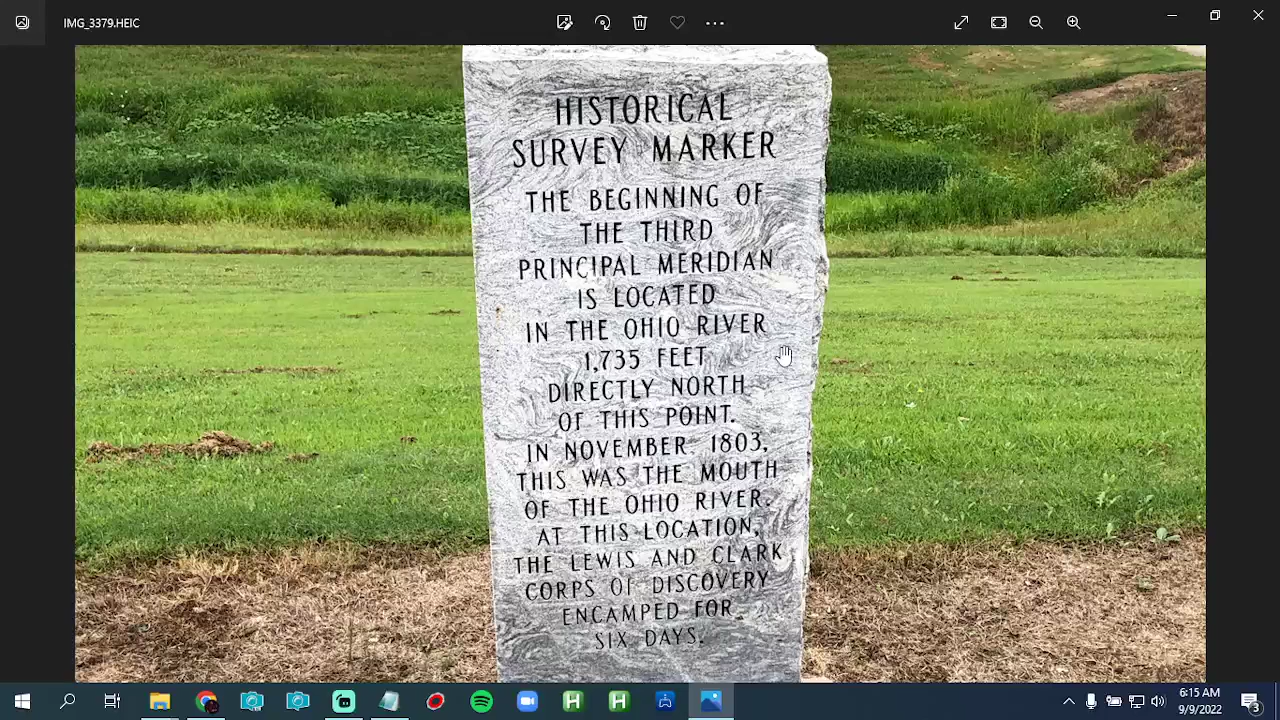 IMG_3379.HEIC
HISTORICAL
SURVEY MARKER
THE BEGINNING OF
THE THIRD
PRINCIPAL MERIDIAN
IS LOCATED
IN THE OHIO RIVER
1,735 FEET
DIRECTLY NORTH
OF THIS POINT.
IN NOVEMBER 1803,
THIS WAS THE MOUTH
OF THE OHIO RIVER.
AT THIS LOCATION,
THE LEWIS AND CLARK
CORPS OF DISCOVERY
ENCAMPED FOR
SIX DAYS.
6:15 AM
9/9/2022
3